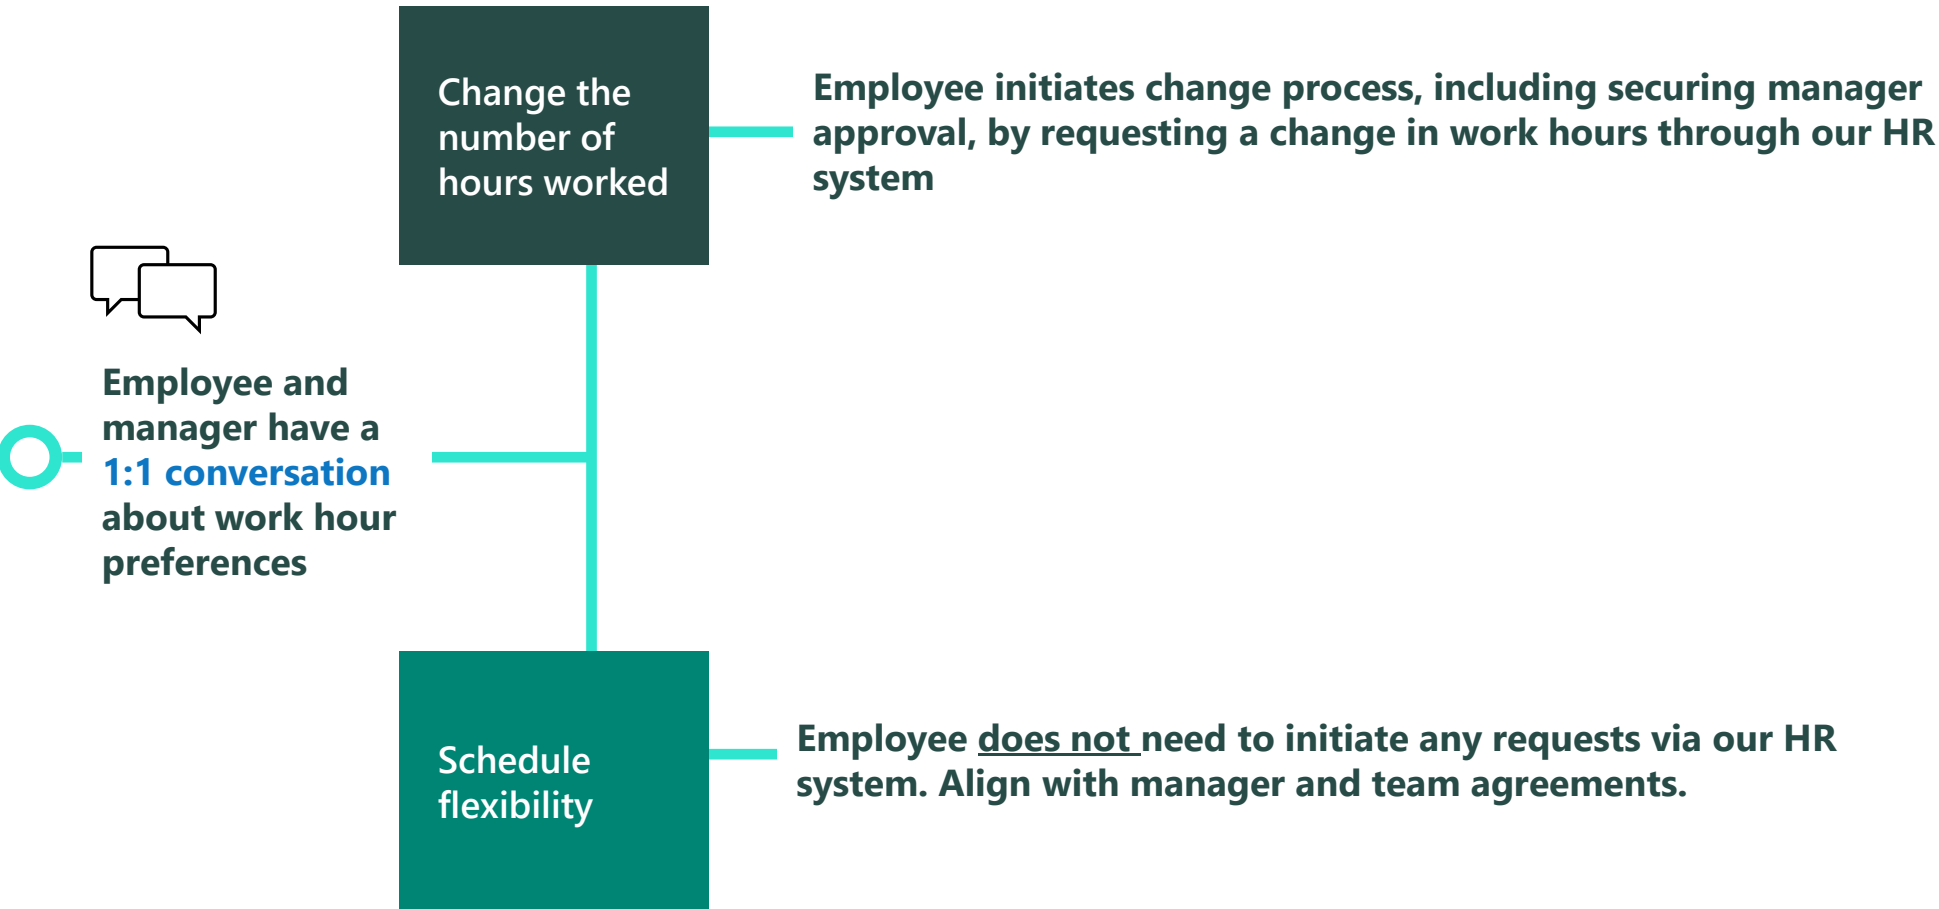 Change the
number of
hours worked
Employee initiates change process, including securing manager
approval, by requesting a change in work hours through our HR
system
Employee and
manager have a
1:1 conversation
about work hour
preferences
Schedule
flexibility
Employee does not need to initiate any requests via our HR
system. Align with manager and team agreements.